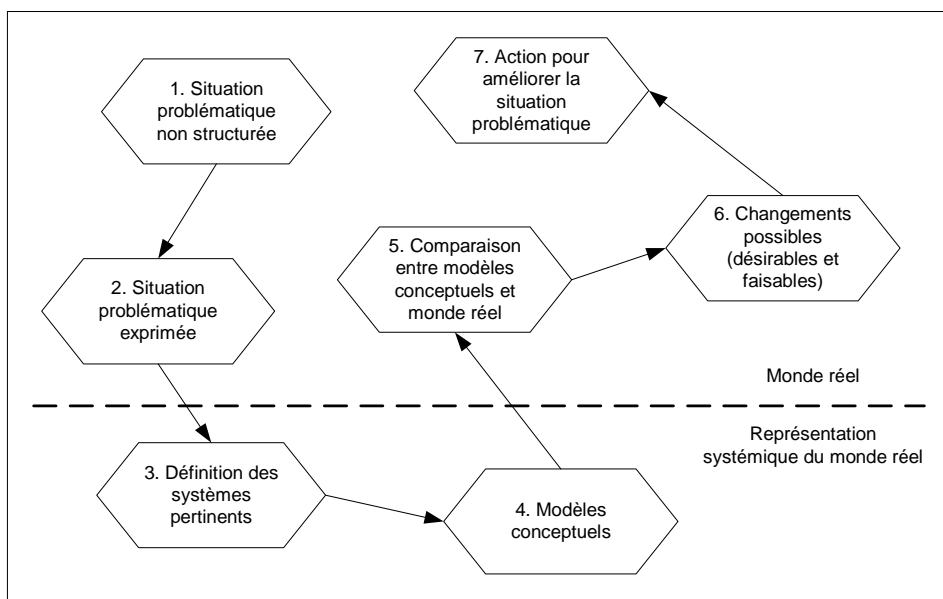 1. Situation
problématique
non structurée
2. Situation
problématique
exprimée
3. Définition des
systèmes
pertinents
4. Modèles
conceptuels
5. Comparaison
entre modèles
conceptuels et
monde réel
6. Changements
possibles
(désirables et
faisables)
7. Action pour
améliorer la
situation
problématique
Monde réel
Représentation
systémique du monde réel